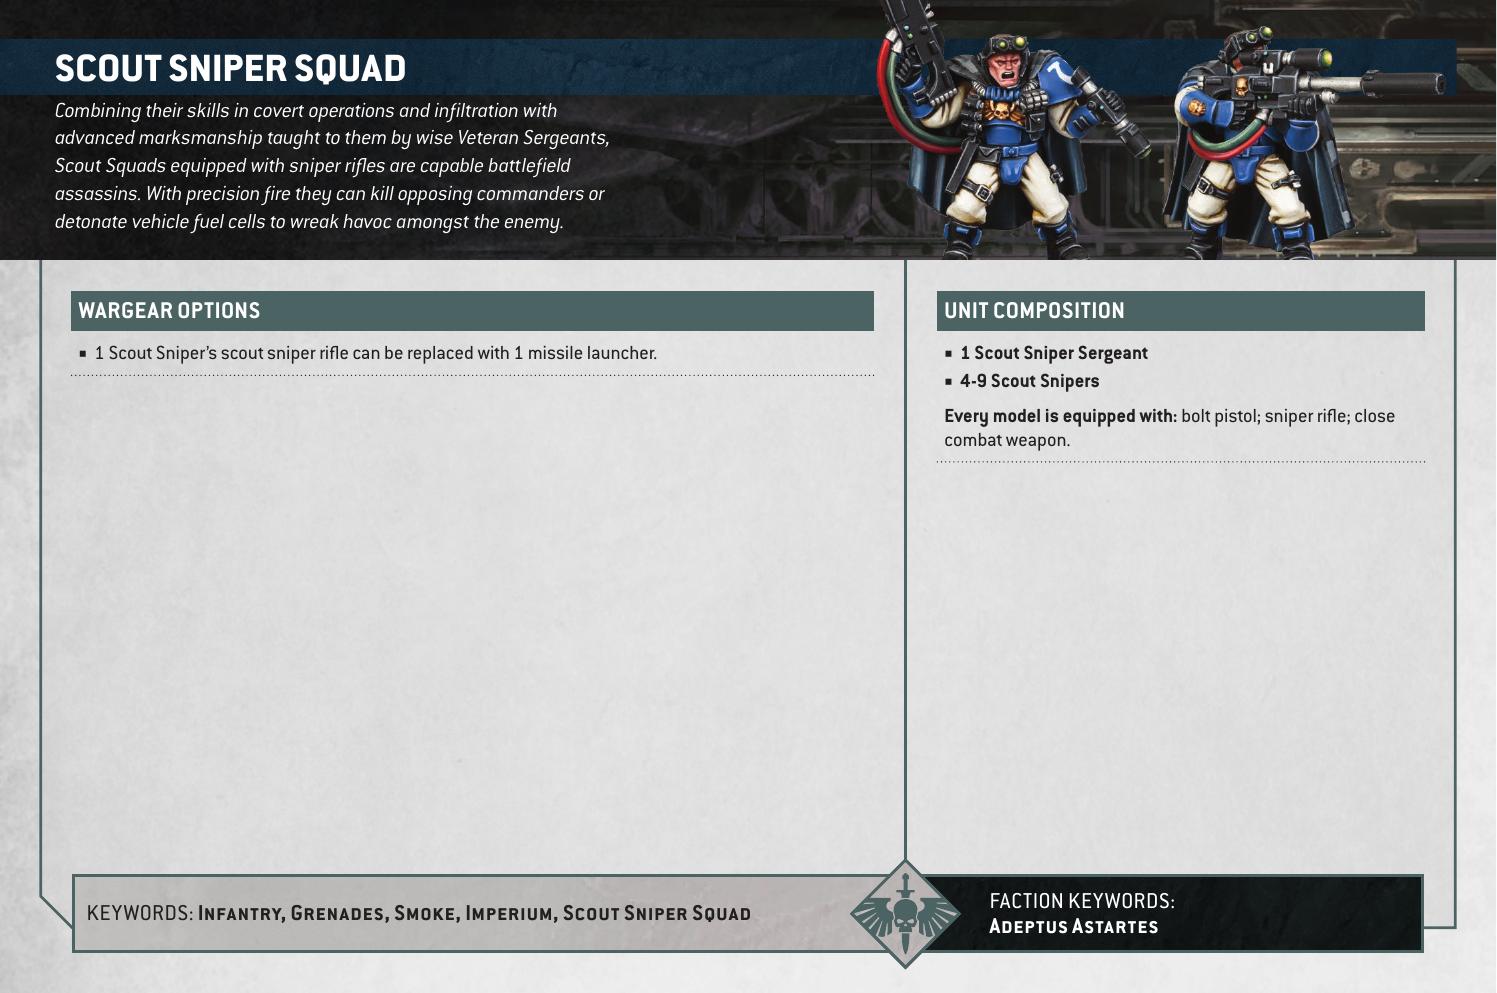 SCOUT SNIPER SQUAD
Combining their skills in covert operations and infiltration with
advanced marksmanship taught to them by wise Veteran Sergeants,
Scout Squads equipped with sniper rifles are capable battlefield
assassins. With precision fire they can kill opposing commanders or
detonate vehicle fuel cells to wreak havoc amongst the enemy.
WARGEAR OPTIONS
■ 1 Scout Sniper’s scout sniper rifle can be replaced with 1 missile launcher.
UNIT COMPOSITION
■ 1 Scout Sniper Sergeant
■ 4-9 Scout Snipers
Every model is equipped with: bolt pistol; sniper rifle; close
combat weapon.
KEYWORDS: Infantry, Grenades, Smoke, Imperium, Scout Sniper Squad
FACTION KEYWORDS:
Adeptus Astartes